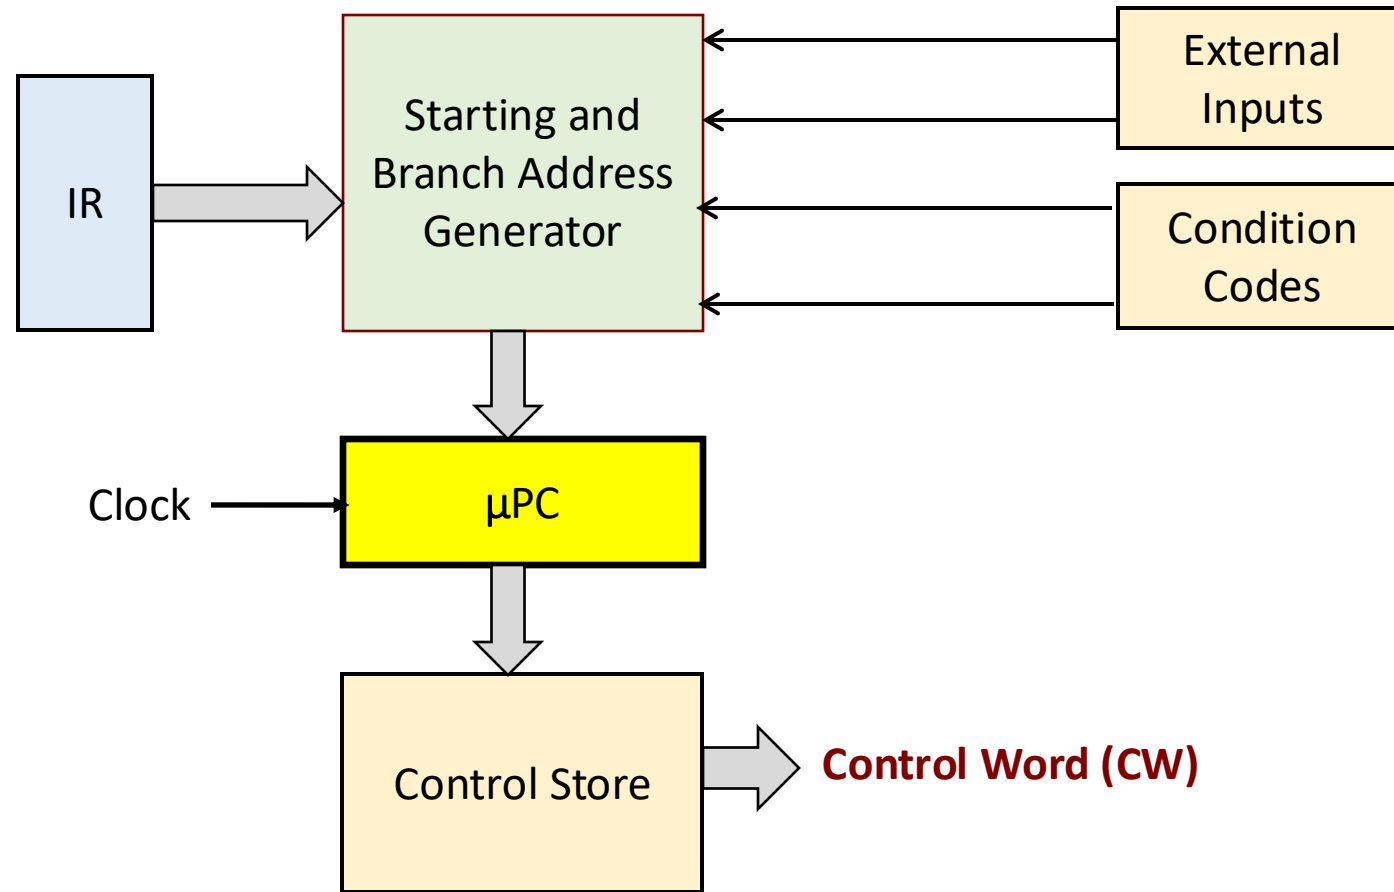 External
Inputs
IR
Starting and
Branch Address
Generator
Condition
Codes
Clock
µPC
Control Store
Control Word (CW)